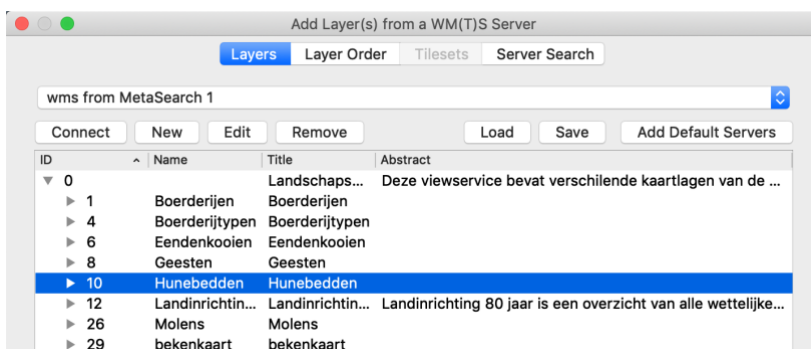 Add Layer(s) from a WM(T)S Server
Layers Layer Order Tilesets Server Search
wms from MetaSearch 1
Connect New Edit Remove Load Save Add Default Servers
ID Name Title Abstract
0 Landschaps... Deze viewservice bevat verschilende kaartlagen van de ...
1 Boerderijen Boerderijen
4 Boerderijtypen Boerderijtypen
6 Eendenkooien Eendenkooien
8 Geesten Geesten
10 Hunebedden Hunebedden
12 Landinrichtin... Landinrichtin... Landinrichting 80 jaar is een overzicht van alle wettelijke...
26 Molens Molens
29 bekenkaart bekenkaart